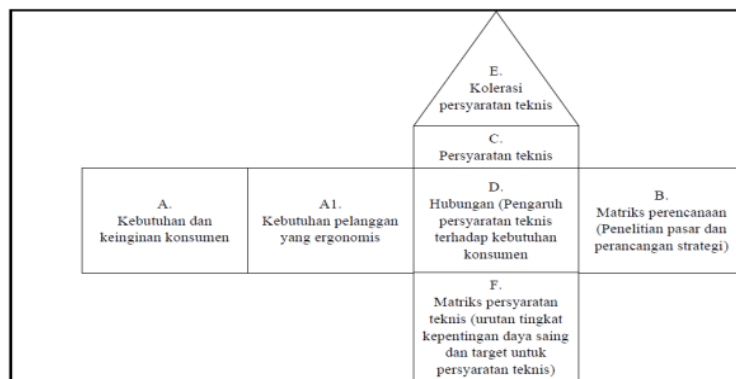 E.
Kolerasi
persyaratan teknis
C.
Persyaratan teknis
A.
Kebutuhan dan
keinginan konsumen
A1.
Kebutuhan pelanggan
yang ergonomis
D.
Hubungan (Pengaruh
persyaratan teknis
terhadap kebutuhan
konsumen
B.
Matriks perencanaan
(Penelitian pasar dan
perancangan strategi)
F.
Matriks persyaratan
teknis (urutan tingkat
kepentingan daya saing
dan target untuk
persyaratan teknis)